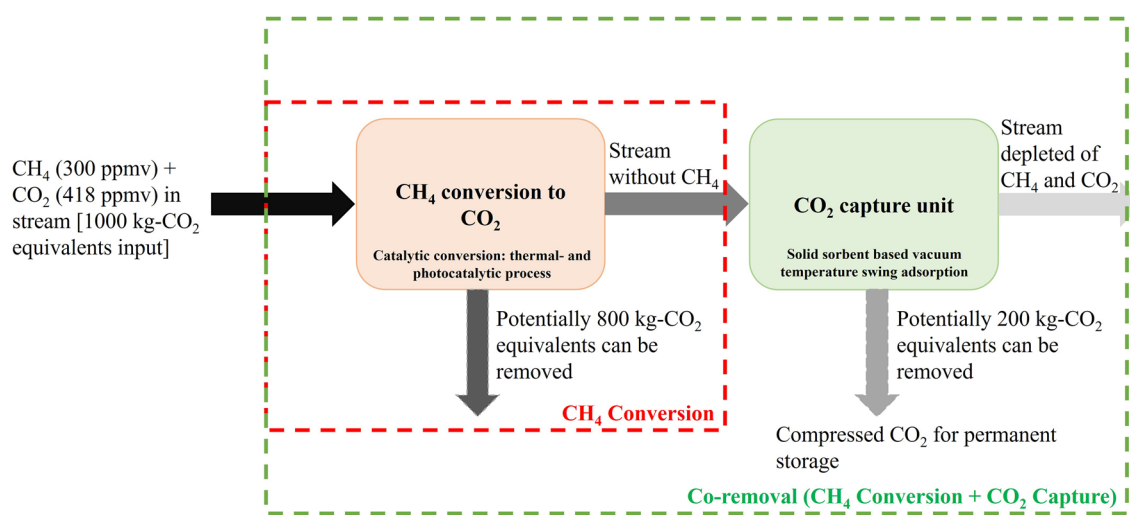 CH₄ (300 ppmv) +
CO₂ (418 ppmv) in
stream [1000 kg-CO₂
equivalents input]
CH₄ conversion to
CO₂
Catalytic conversion: thermal- and
photocatalytic process
Stream
without CH₄
Potentially 800 kg-CO₂
equivalents can be
removed
CH₄ Conversion
CO₂ capture unit
Solid sorbent based vacuum
temperature swing adsorption
Stream
depleted of
CH₄ and CO₂
Potentially 200 kg-CO₂
equivalents can be
removed
Compressed CO₂ for permanent
storage
Co-removal (CH₄ Conversion + CO₂ Capture)